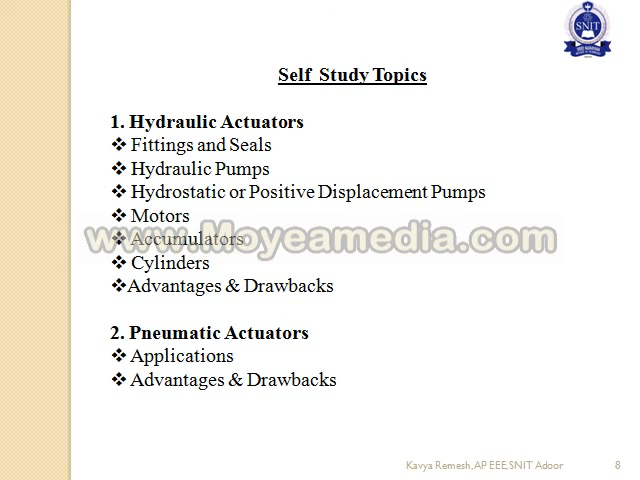 SNIT
Self Study Topics
1. Hydraulic Actuators
❖ Fittings and Seals
❖ Hydraulic Pumps
❖ Hydrostatic or Positive Displacement Pumps
❖ Motors
❖ Accumulators
www.Moyeamedia.com
❖ Cylinders
❖Advantages & Drawbacks
2. Pneumatic Actuators
❖ Applications
❖ Advantages & Drawbacks
Kavya Remesh,AP EEE,SNIT Adoor 8